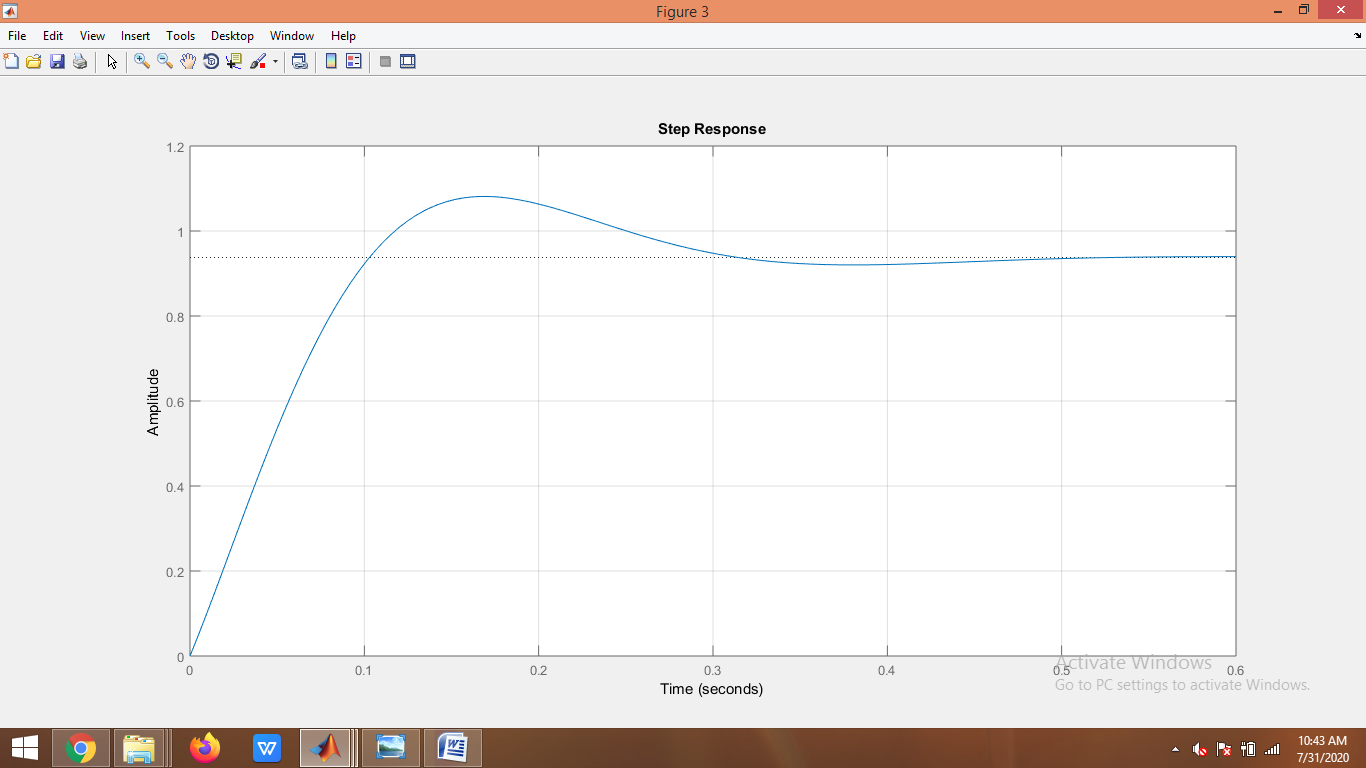 Figure 3
File Edit View Insert Tools Desktop Window Help
Step Response
1.2
1
0.8
0.6
0.4
0.2
0
Amplitude
0 0.1 0.2 0.3 0.4 0.5 0.6
Time (seconds)
Activate Windows
Go to PC settings to activate Windows.
10:43 AM
7/31/2020